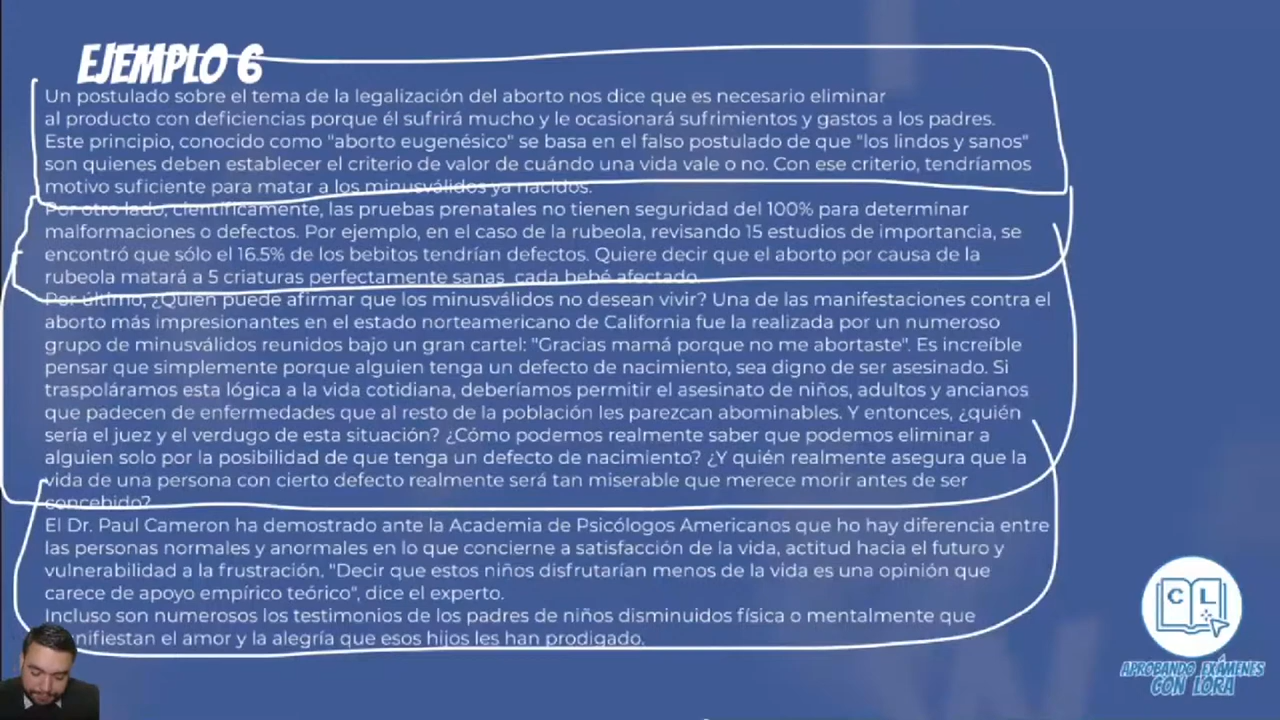 EJEMPLO 6
Un postulado sobre el tema de la legalización del aborto nos dice que es necesario eliminar
al producto con deficiencias porque él sufrirá mucho y le ocasionará sufrimientos y gastos a los padres.
Este principio, conocido como "aborto eugenésico" se basa en el falso postulado de que "los lindos y sanos"
son quienes deben establecer el criterio de valor de cuándo una vida vale o no. Con ese criterio, tendríamos
motivo suficiente para matar a los minusválidos ya nacidos.
Por otro lado, científicamente, las pruebas prenatales no tienen seguridad del 100% para determinar
malformaciones o defectos. Por ejemplo, en el caso de la rubeola, revisando 15 estudios de importancia, se
encontró que sólo el 16.5% de los bebitos tendrían defectos. Quiere decir que el aborto por causa de la
rubeola matará a 5 criaturas perfectamente sanas cada bebé afectado.
Por último, ¿Quién puede afirmar que los minusválidos no desean vivir? Una de las manifestaciones contra el
aborto más impresionantes en el estado norteamericano de California fue la realizada por un numeroso
grupo de minusválidos reunidos bajo un gran cartel: "Gracias mamá porque no me abortaste". Es increíble
pensar que simplemente porque alguien tenga un defecto de nacimiento, sea digno de ser asesinado. Si
traspoláramos esta lógica a la vida cotidiana, deberíamos permitir el asesinato de niños, adultos y ancianos
que padecen de enfermedades que al resto de la población les parezcan abominables. Y entonces, ¿quién
sería el juez y el verdugo de esta situación? ¿Cómo podemos realmente saber que podemos eliminar a
alguien solo por la posibilidad de que tenga un defecto de nacimiento? ¿Y quién realmente asegura que la
vida de una persona con cierto defecto realmente será tan miserable que merece morir antes de ser
concebido?
El Dr. Paul Cameron ha demostrado ante la Academia de Psicólogos Americanos que ho hay diferencia entre
las personas normales y anormales en lo que concierne a satisfacción de la vida, actitud hacia el futuro y
vulnerabilidad a la frustración. "Decir que estos niños disfrutarían menos de la vida es una opinión que
carece de apoyo empírico teórico", dice el experto.
Incluso son numerosos los testimonios de los padres de niños disminuidos física o mentalmente que
el amor y la alegría que esos hijos les han prodigado.
C L
APROBANDO EXÁMENES
CON LORA